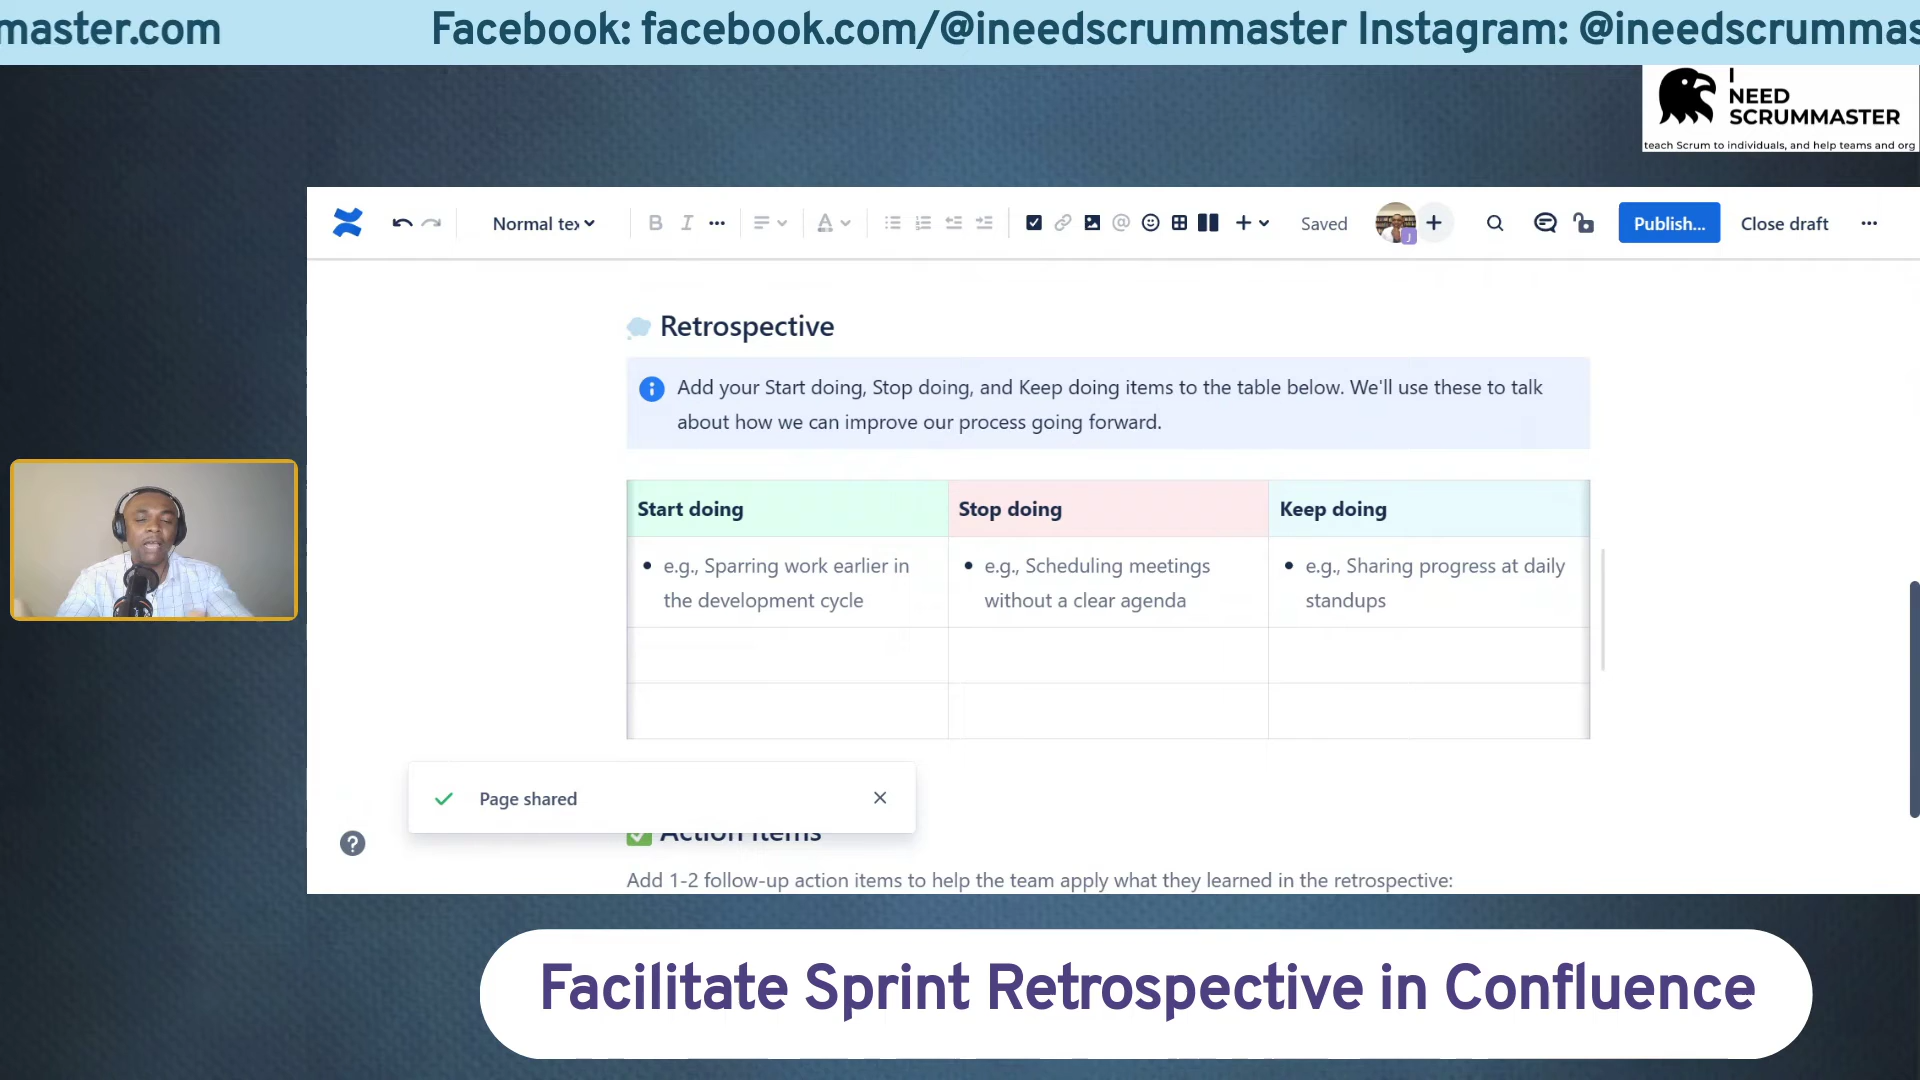 master.com Facebook: facebook.com/@ineedscrummaster Instagram: @ineedscrummas
I
NEED
SCRUMMASTER
teach Scrum to individuals, and help teams and org
Normal tex
B I
Saved
J
Publish...
Close draft
Retrospective
Add your Start doing, Stop doing, and Keep doing items to the table below. We'll use these to talk
about how we can improve our process going forward.
Start doing Stop doing Keep doing
• e.g., Sparring work earlier in
the development cycle
• e.g., Scheduling meetings
without a clear agenda
• e.g., Sharing progress at daily
standups
Page shared
Action items
Add 1-2 follow-up action items to help the team apply what they learned in the retrospective:
Facilitate Sprint Retrospective in Confluence